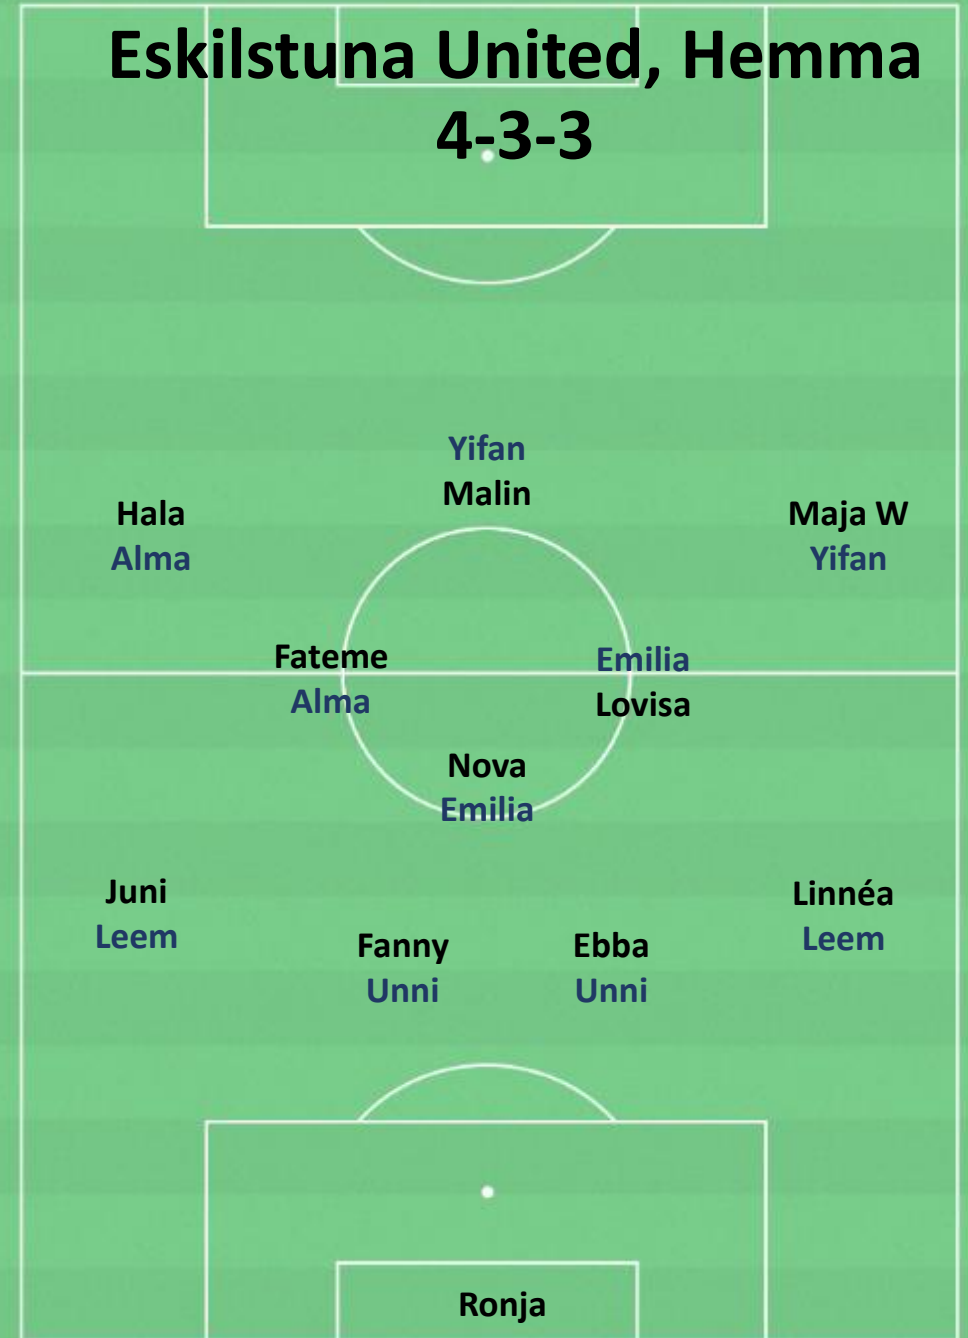 Eskilstuna United, Hemma
4-3-3
Yifan
Malin
Hala
Alma
Maja W
Yifan
Fateme
Alma
Emilia
Lovisa
Nova
Emilia
Juni
Leem
Linnéa
Leem
Fanny
Unni
Ebba
Unni
Ronja